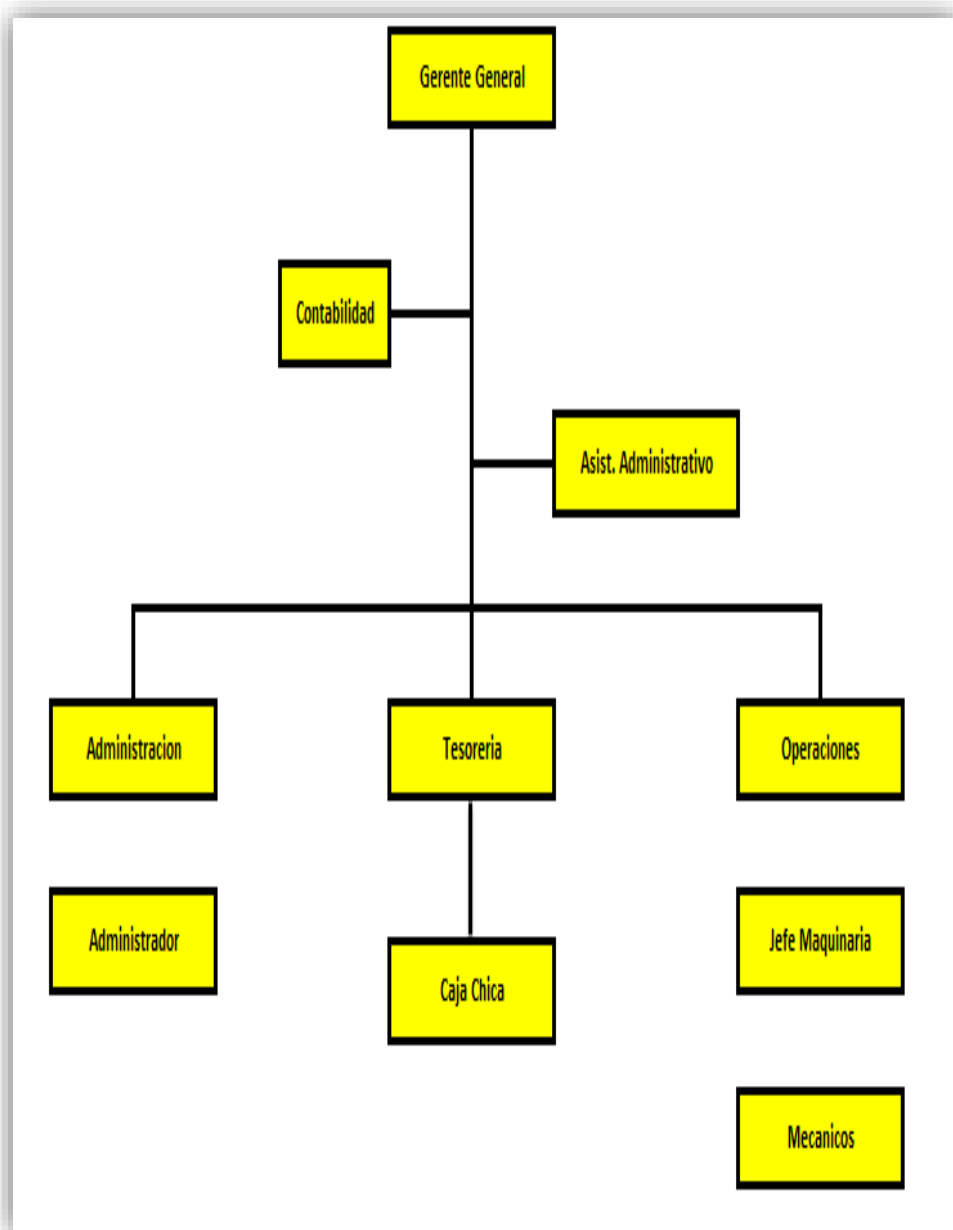 Gerente General
Contabilidad
Asist. Administrativo
Administracion
Tesoreria
Operaciones
Administrador
Jefe Maquinaria
Caja Chica
Mecanicos